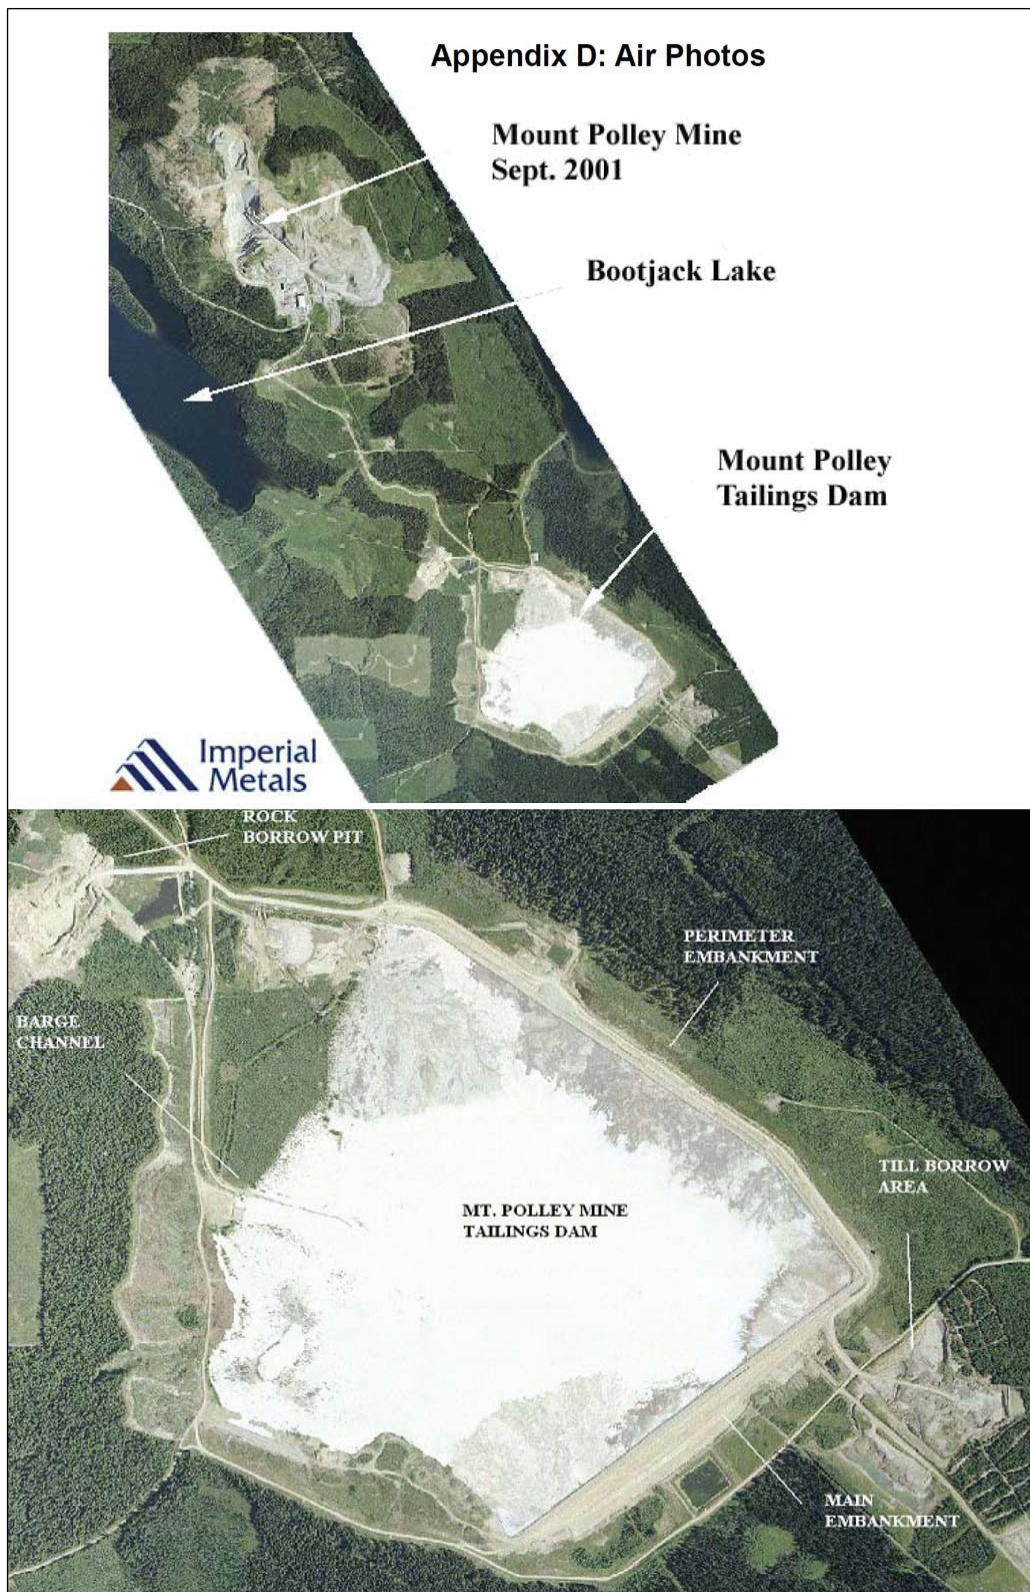 Appendix D: Air Photos
Mount Polley Mine
Sept. 2001
Bootjack Lake
Mount Polley
Tailings Dam
Imperial
Metals
ROCK
BORROW PIT
PERIMETER
EMBANKMENT
BARGE
CHANNEL
TILL BORROW
AREA
MT. POLLEY MINE
TAILINGS DAM
MAIN
EMBANKMENT